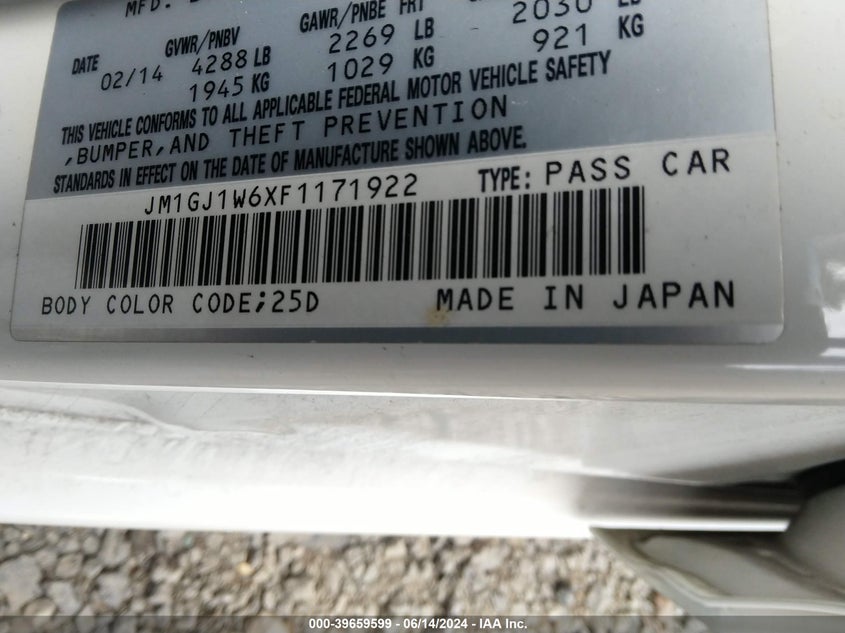 MFD.
GVWR/PNBV GAWR/PNBE FRT
DATE 02/14 4288 LB 2269 LB 2030 LB
1945 KG 1029 KG 921 KG
THIS VEHICLE CONFORMS TO ALL APPLICABLE FEDERAL MOTOR VEHICLE SAFETY
,BUMPER,AND THEFT PREVENTION
STANDARDS IN EFFECT ON THE DATE OF MANUFACTURE SHOWN ABOVE.
JM1GJ1W6XF1171922 TYPE: PASS CAR
BODY COLOR CODE;25D MADE IN JAPAN
000-39659599 - 06/14/2024 - IAA Inc.